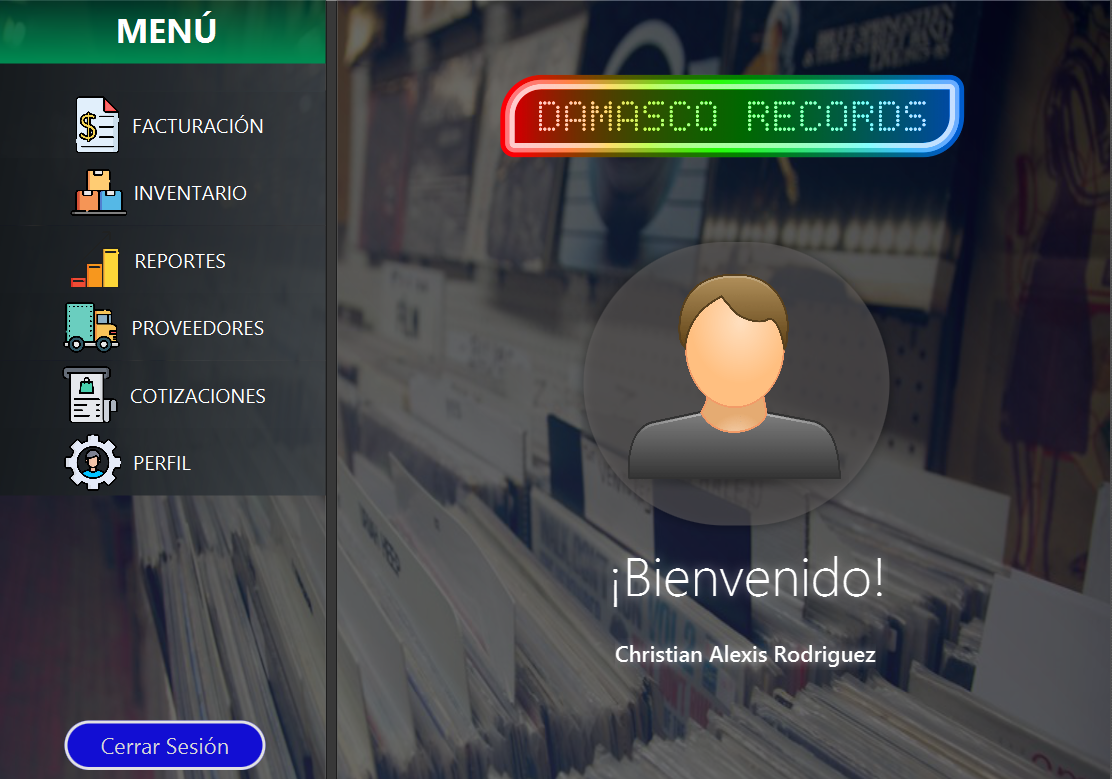 MENÚ
FACTURACIÓN
INVENTARIO
REPORTES
PROVEEDORES
COTIZACIONES
PERFIL
Cerrar Sesión
DAMASCO RECORDS
¡Bienvenido!
Christian Alexis Rodriguez